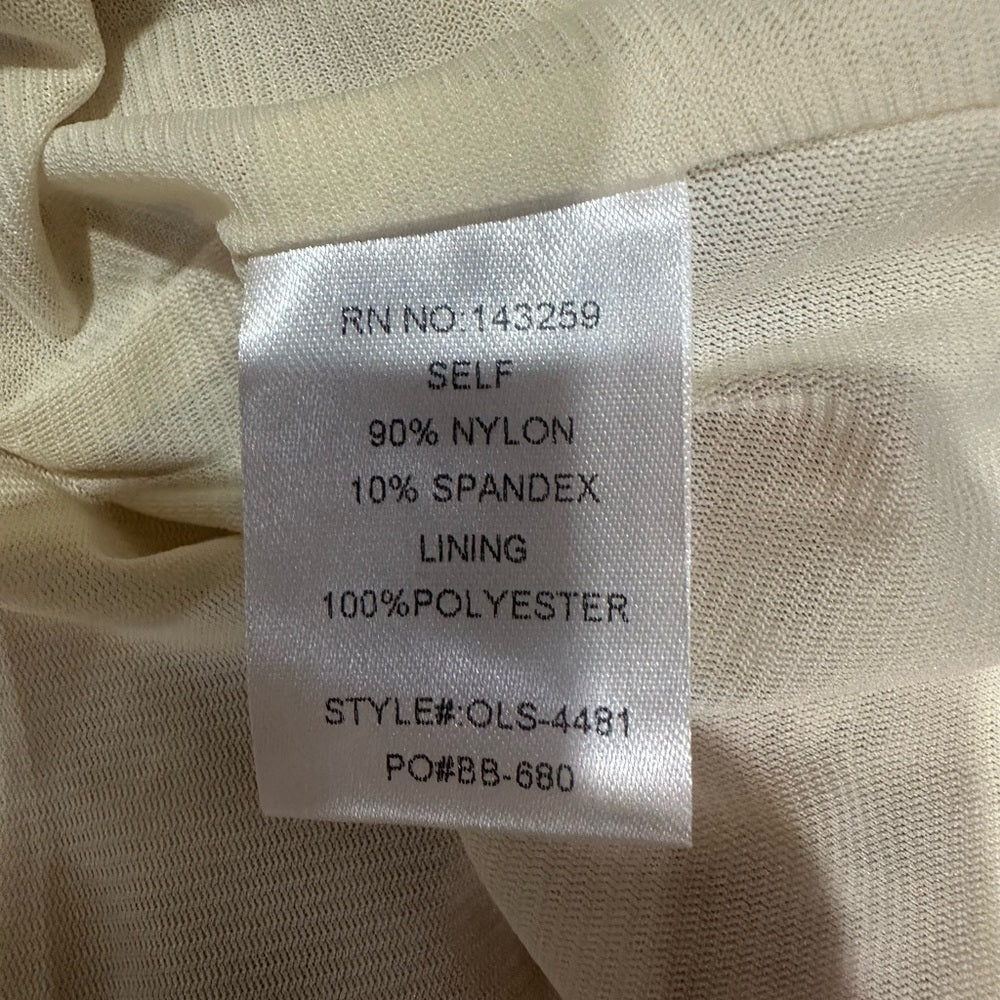 RN NO:143259
SELF
90% NYLON
10% SPANDEX
LINING
100%POLYESTER
STYLE#:OLS-4481
PO#BB-680